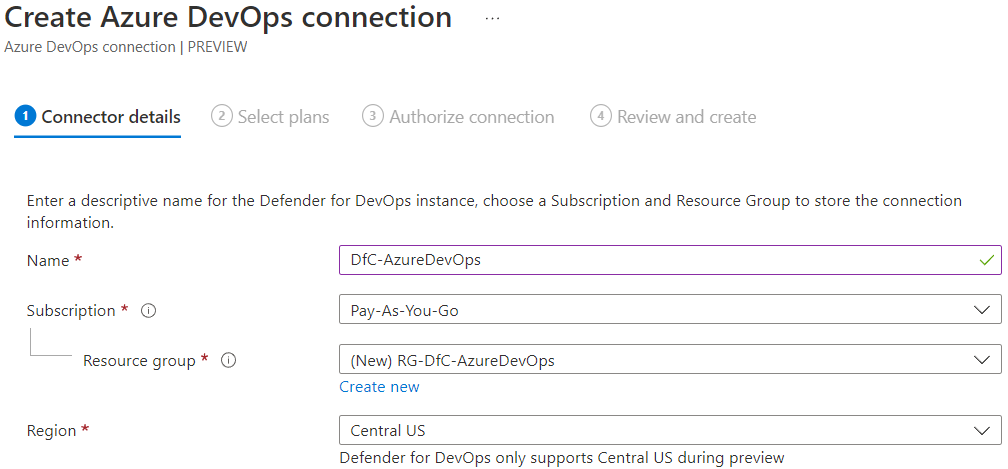 Create Azure DevOps connection ...
Azure DevOps connection | PREVIEW
1 Connector details 2 Select plans 3 Authorize connection 4 Review and create
Enter a descriptive name for the Defender for DevOps instance, choose a Subscription and Resource Group to store the connection
information.
Name * DfC-AzureDevOps
Subscription * Pay-As-You-Go
Resource group * (New) RG-DfC-AzureDevOps
Create new
Region * Central US
Defender for DevOps only supports Central US during preview